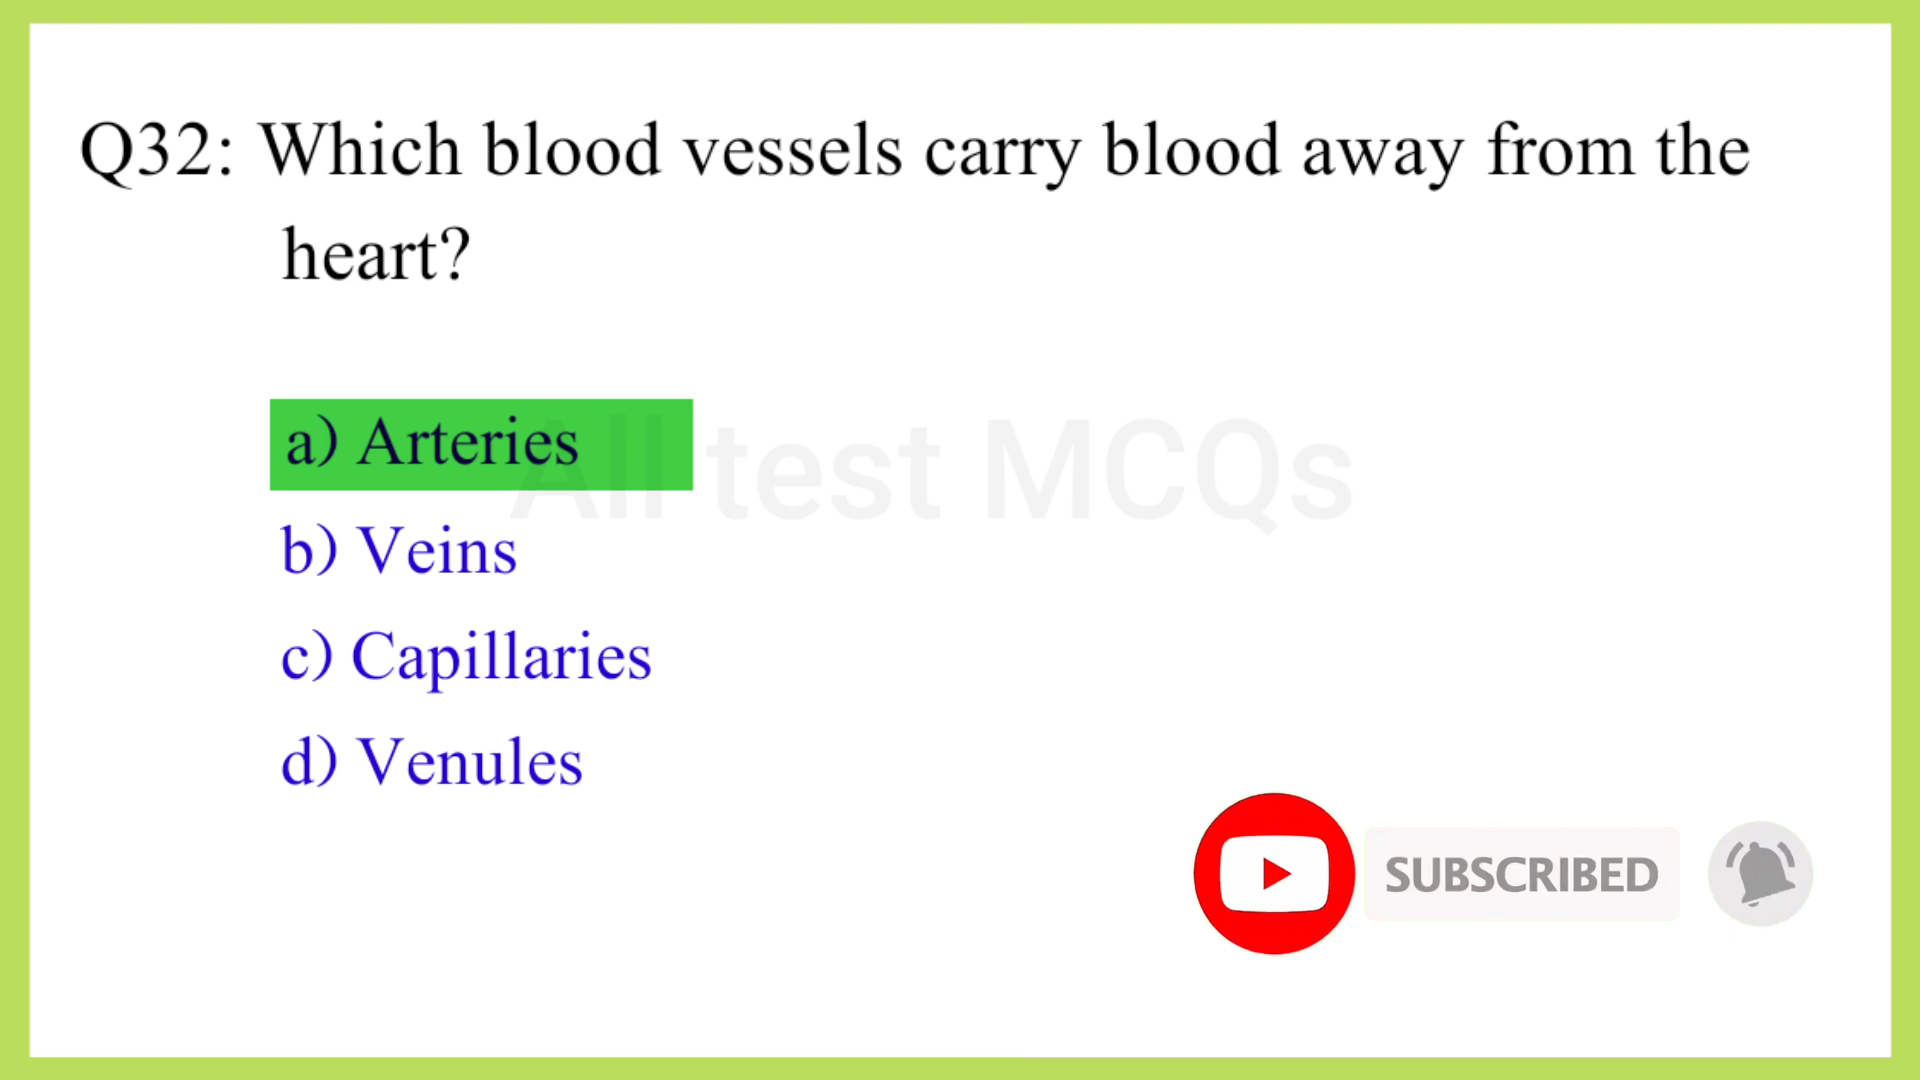 Q32: Which blood vessels carry blood away from the
heart?
a) Arteries
All test MCQs
b) Veins
c) Capillaries
d) Venules
SUBSCRIBED